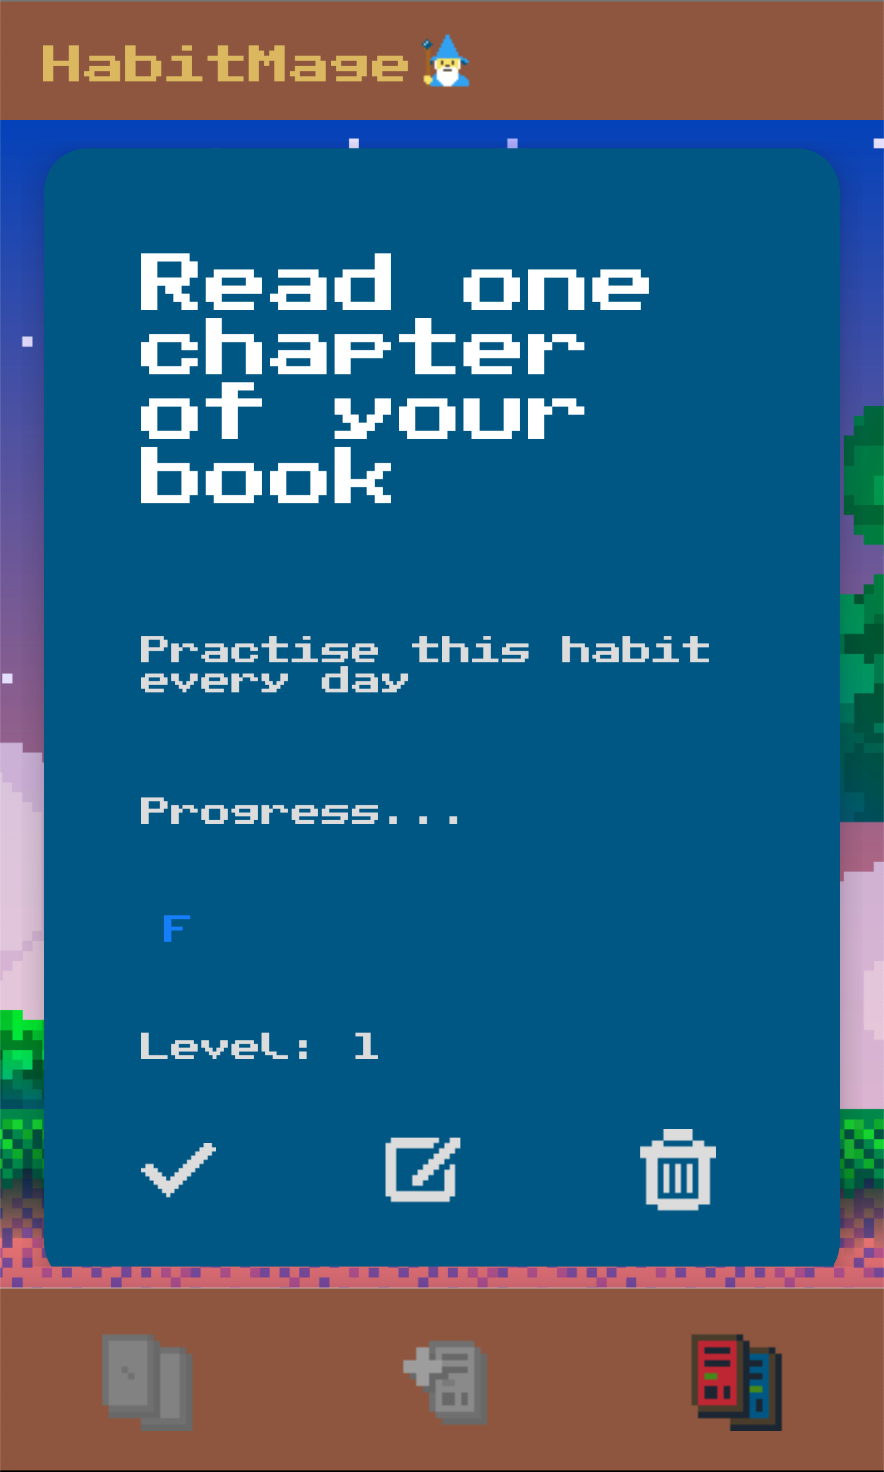 HabitMage
Read one
chapter
of your
book
Practise this habit
every day
Progress...
F
Level: 1